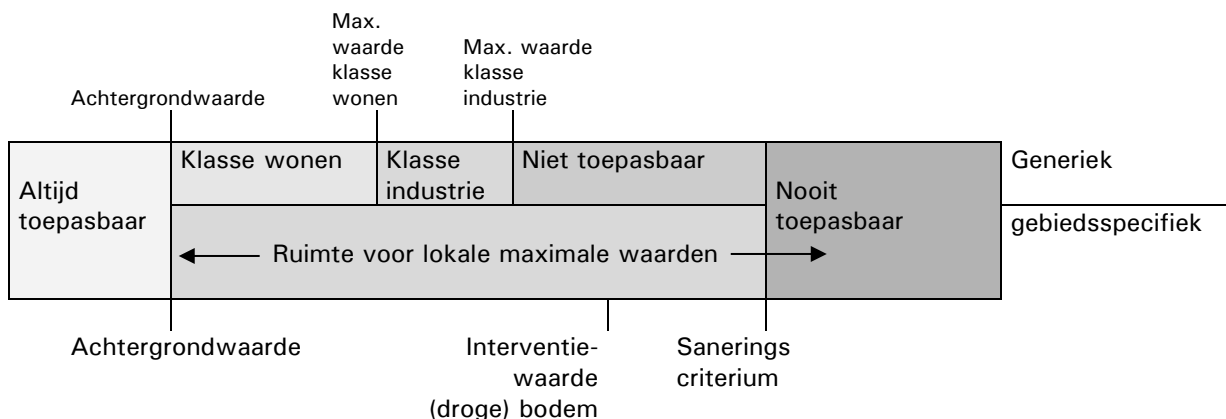 Max.
waarde
klasse
wonen
Max. waarde
klasse
industrie
Achtergrondwaarde
Altijd
toepasbaar
Klasse wonen
Klasse
industrie
Niet toepasbaar
Nooit
toepasbaar
Generiek
gebiedsspecifiek
Ruimte voor lokale maximale waarden
Achtergrondwaarde
Interventie-
waarde
(droge) bodem
Sanerings
criterium